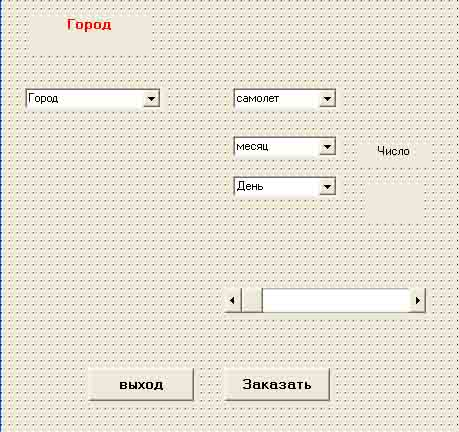 Город
Город
самолет
месяц
Число
День
выход
Заказать